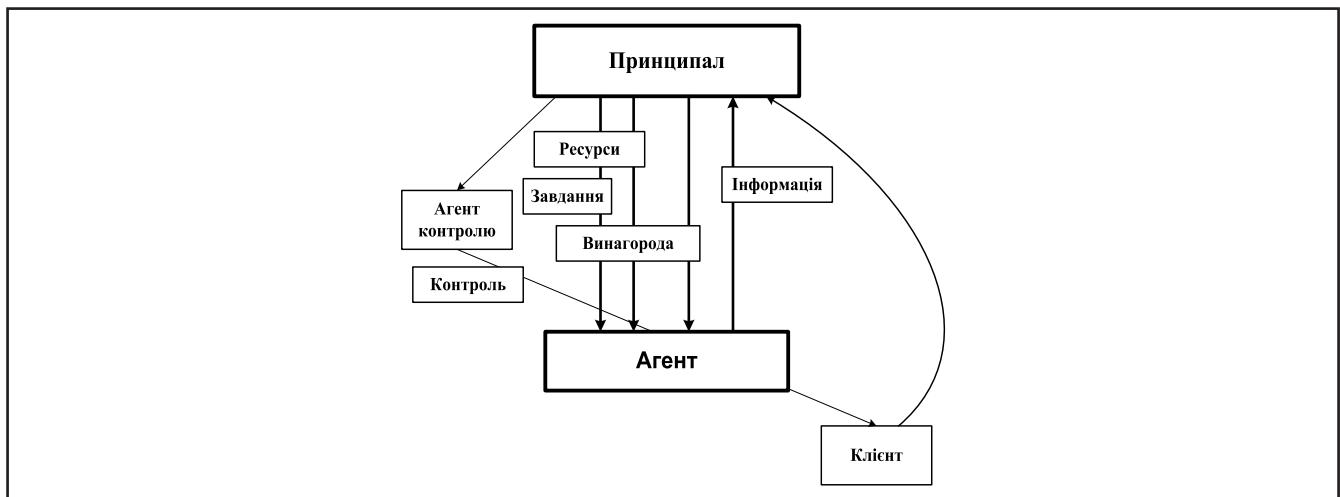 Принципал
Ресурси
Інформація
Завдання
Агент
контролю
Винагорода
Контроль
Агент
Клієнт